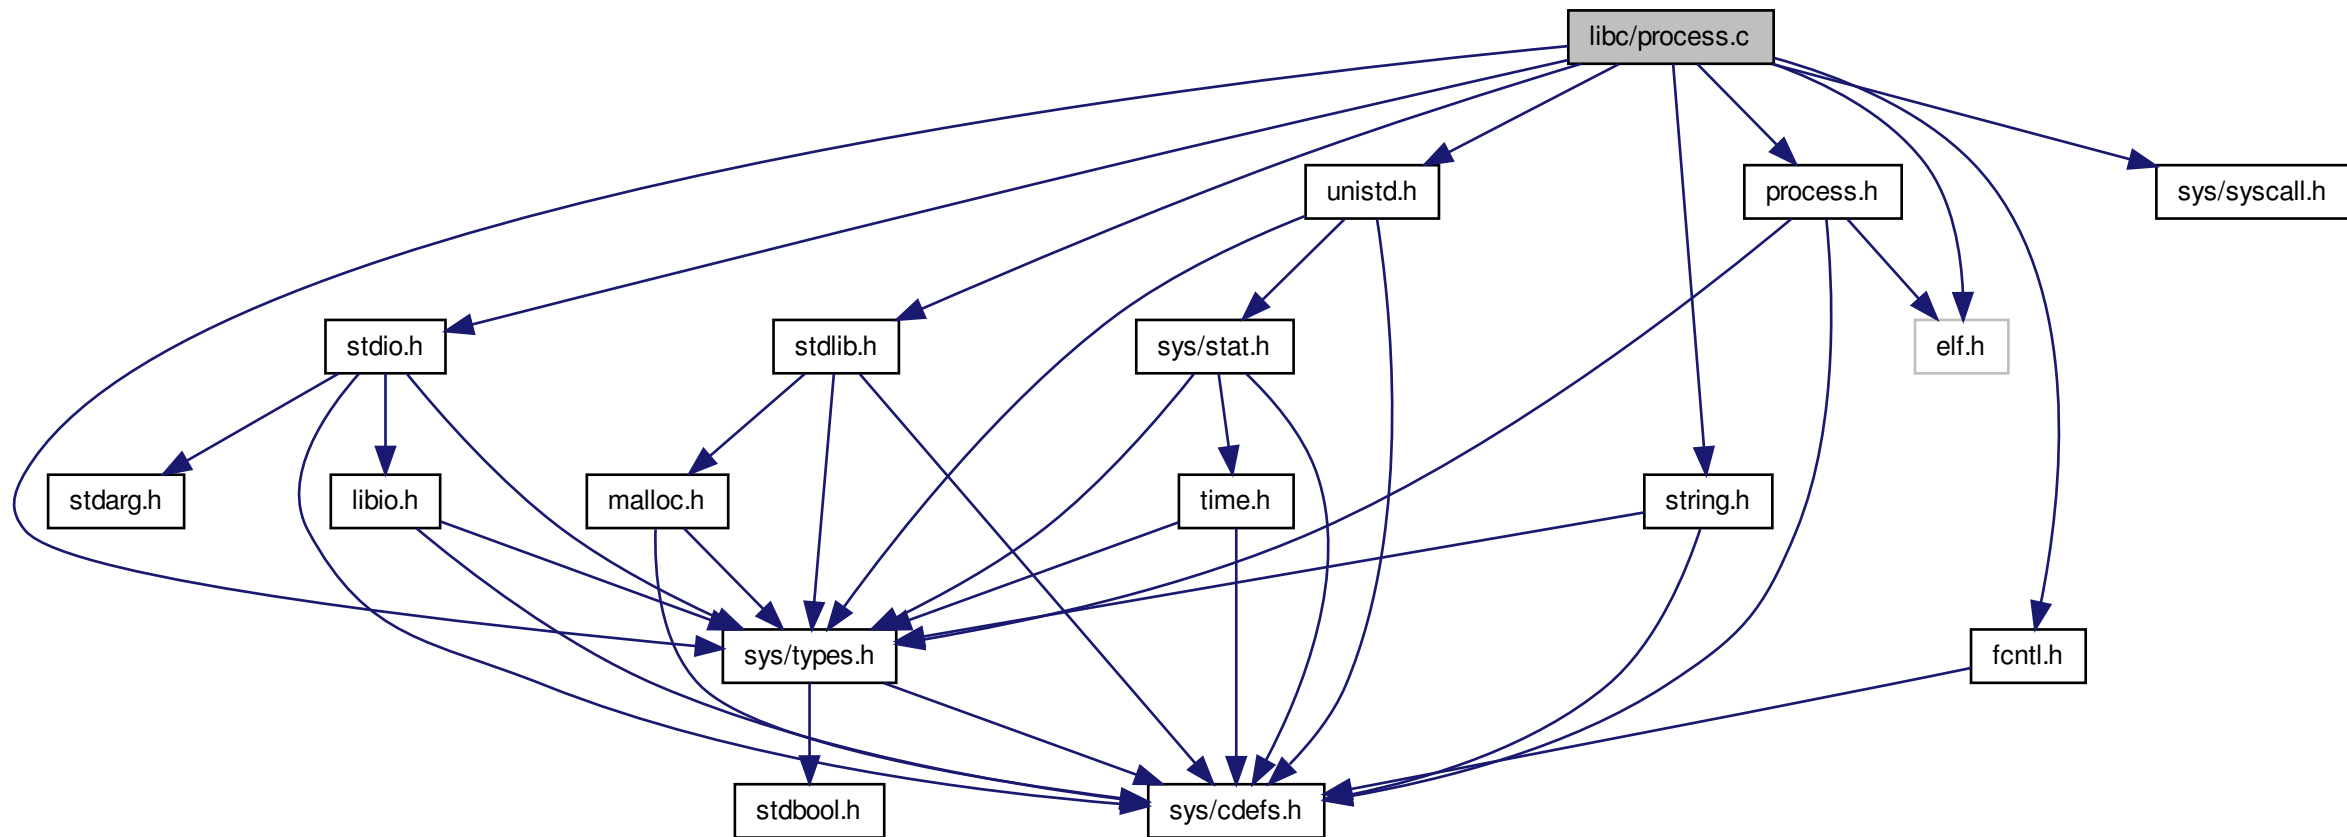 libc/process.c
unistd.h
process.h
sys/syscall.h
stdio.h
stdlib.h
sys/stat.h
elf.h
stdarg.h
libio.h
malloc.h
time.h
string.h
sys/types.h
fcntl.h
stdbool.h
sys/cdefs.h